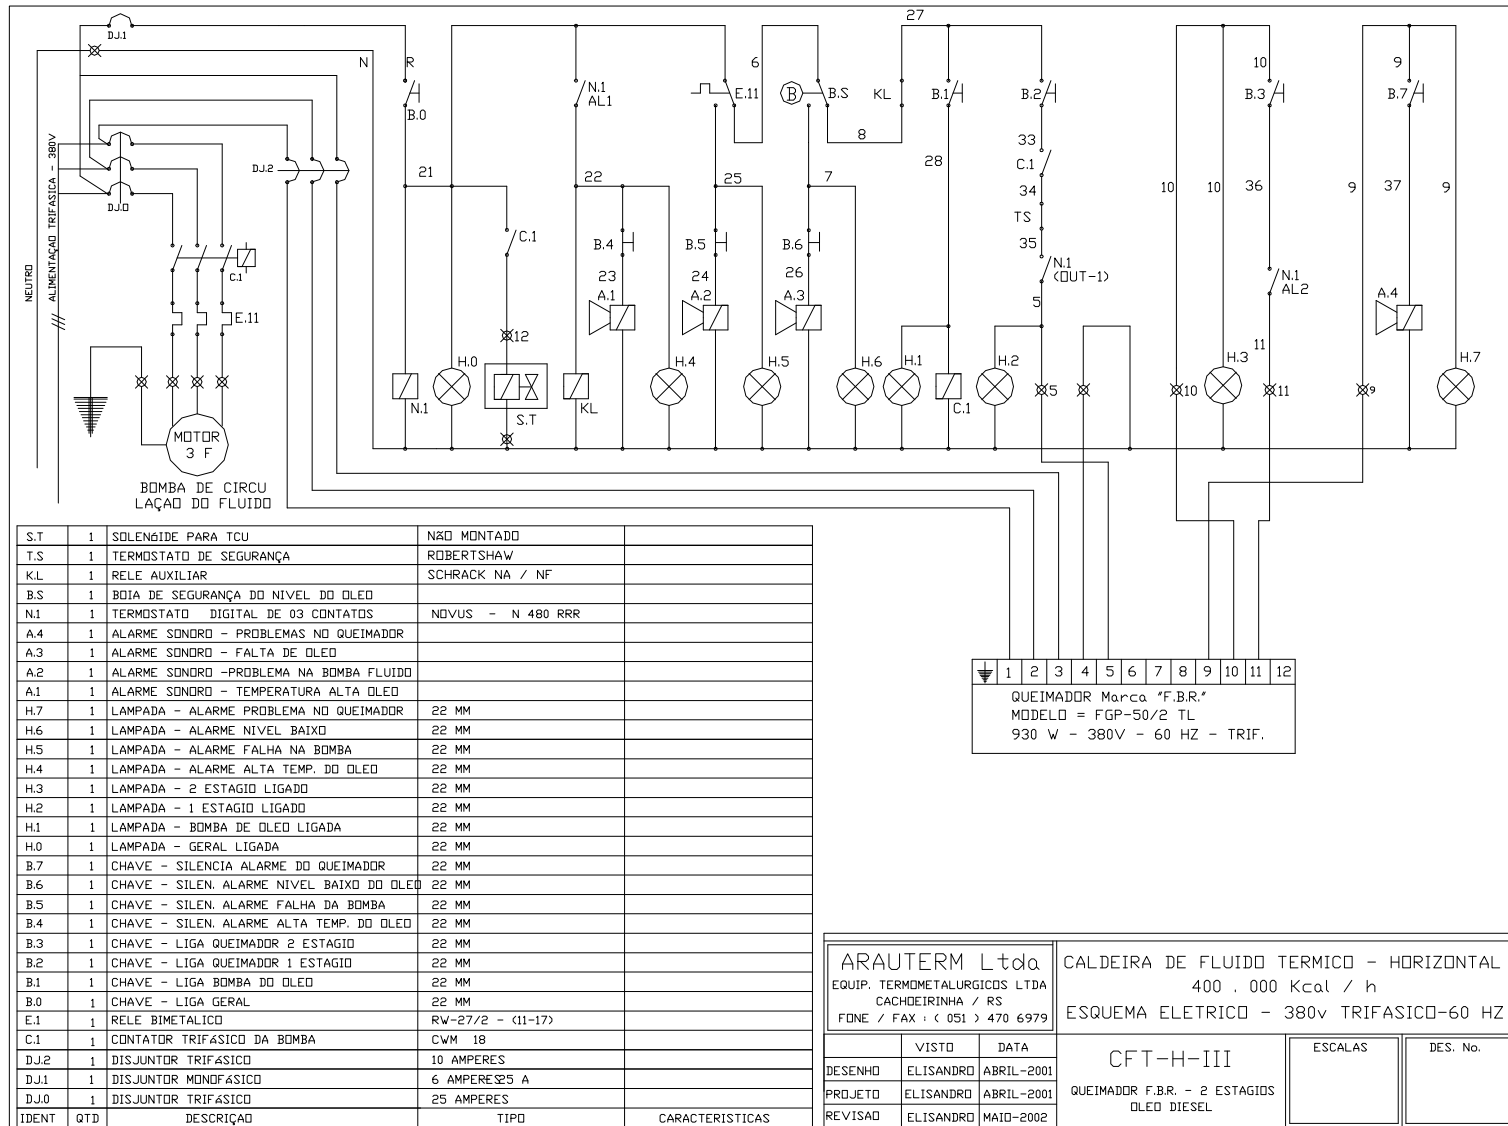 27
DJ.1
N
R
6
10
9
N.1
AL1
E.11
B
B.S
KL
B.1
B.2
B.3
B.7
B.0
8
33
C.1
NEUTRO
ALIMENTAÇAO TRIFASICA - 380V
DJ.2
21
22
25
7
28
34
10
10
36
9
37
9
DJ.0
TS
C.1
B.4
B.5
B.6
35
C.1
N.1
(OUT-1)
23
24
26
N.1
AL2
A.1
A.2
A.3
5
A.4
E.11
12
11
H.0
H.4
H.5
H.6
H.1
H.2
H.3
H.7
5
10
11
9
N.1
S.T
KL
C.1
MOTOR
3 F
BOMBA DE CIRCU
LAÇAO DO FLUIDO
S.T 1 SOLENóIDE PARA TCU NãO MONTADO
T.S 1 TERMOSTATO DE SEGURANÇA ROBERTSHAW
K.L 1 RELE AUXILIAR SCHRACK NA / NF
B.S 1 BOIA DE SEGURANÇA DO NIVEL DO OLEO
N.1 1 TERMOSTATO DIGITAL DE 03 CONTATOS NOVUS - N 480 RRR
A.4 1 ALARME SONORO - PROBLEMAS NO QUEIMADOR
A.3 1 ALARME SONORO - FALTA DE OLEO
A.2 1 ALARME SONORO -PROBLEMA NA BOMBA FLUIDO
A.1 1 ALARME SONORO - TEMPERATURA ALTA OLEO
H.7 1 LAMPADA - ALARME PROBLEMA NO QUEIMADOR 22 MM
H.6 1 LAMPADA - ALARME NIVEL BAIXO 22 MM
H.5 1 LAMPADA - ALARME FALHA NA BOMBA 22 MM
H.4 1 LAMPADA - ALARME ALTA TEMP. DO OLEO 22 MM
H.3 1 LAMPADA - 2 ESTAGIO LIGADO 22 MM
H.2 1 LAMPADA - 1 ESTAGIO LIGADO 22 MM
H.1 1 LAMPADA - BOMBA DE OLEO LIGADA 22 MM
H.0 1 LAMPADA - GERAL LIGADA 22 MM
B.7 1 CHAVE - SILENCIA ALARME DO QUEIMADOR 22 MM
B.6 1 CHAVE - SILEN. ALARME NIVEL BAIXO DO OLEO 22 MM
B.5 1 CHAVE - SILEN. ALARME FALHA DA BOMBA 22 MM
B.4 1 CHAVE - SILEN. ALARME ALTA TEMP. DO OLEO 22 MM
B.3 1 CHAVE - LIGA QUEIMADOR 2 ESTAGIO 22 MM
B.2 1 CHAVE - LIGA QUEIMADOR 1 ESTAGIO 22 MM
B.1 1 CHAVE - LIGA BOMBA DO OLEO 22 MM
B.0 1 CHAVE - LIGA GERAL 22 MM
E.1 1 RELE BIMETALICO RW-27/2 - (11-17)
C.1 1 CONTATOR TRIFáSICO DA BOMBA CWM 18
DJ.2 1 DISJUNTOR TRIFáSICO 10 AMPERES
DJ.1 1 DISJUNTOR MONOFáSICO 6 AMPERES25 A
DJ.0 1 DISJUNTOR TRIFáSICO 25 AMPERES
IDENT QTD DESCRIÇAO TIPO CARACTERISTICAS
1 2 3 4 5 6 7 8 9 10 11 12
QUEIMADOR Marca "F.B.R."
MODELO = FGP-50/2 TL
930 W - 380V - 60 HZ - TRIF.
ARAUTERM Ltda
EQUIP. TERMOMETALURGICOS LTDA
CACHOEIRINHA / RS
FONE / FAX : ( 051 ) 470 6979
CALDEIRA DE FLUIDO TERMICO - HORIZONTAL
400 . 000 Kcal / h
ESQUEMA ELETRICO - 380v TRIFASICO-60 HZ
VISTO DATA
DESENHO ELISANDRO ABRIL-2001
PROJETO ELISANDRO ABRIL-2001
REVISAO ELISANDRO MAIO-2002
CFT-H-III
QUEIMADOR F.B.R. - 2 ESTAGIOS
OLEO DIESEL
ESCALAS
DES. No.